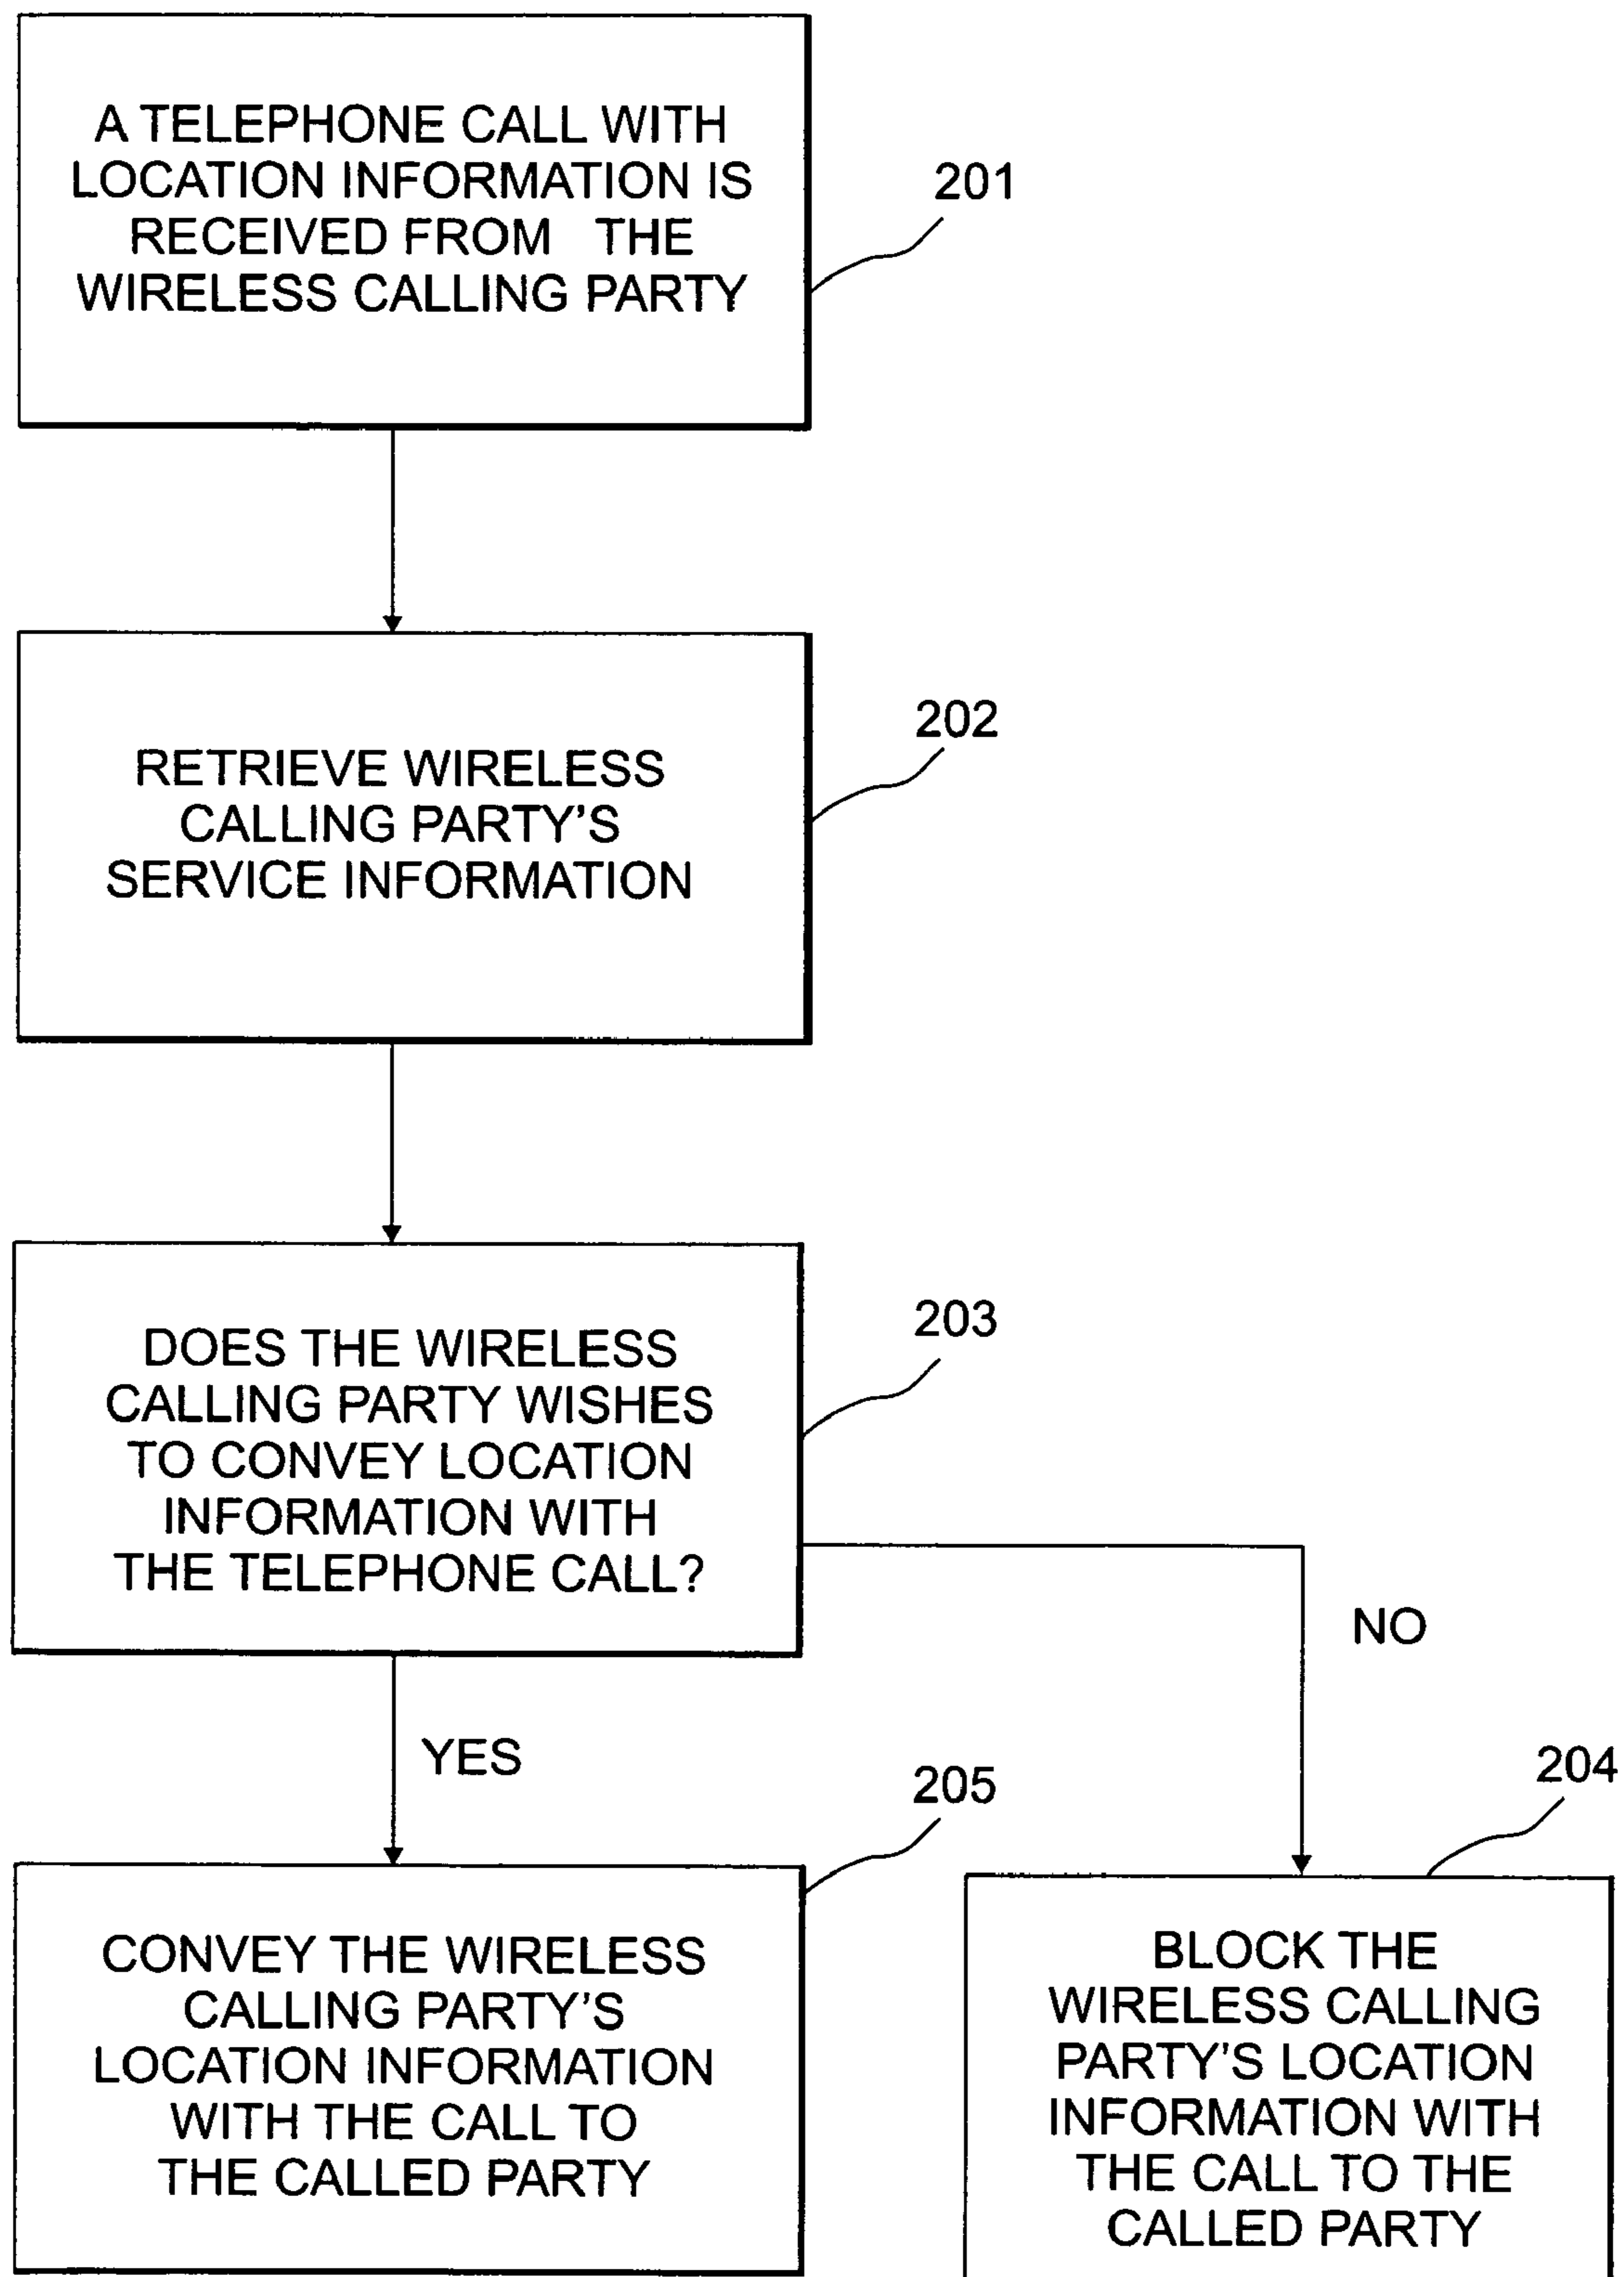 A TELEPHONE CALL WITH
LOCATION INFORMATION IS
RECEIVED FROM THE
WIRELESS CALLING PARTY
201
RETRIEVE WIRELESS
CALLING PARTY'S
SERVICE INFORMATION
202
DOES THE WIRELESS
CALLING PARTY WISHES
TO CONVEY LOCATION
INFORMATION WITH
THE TELEPHONE CALL?
203
NO
YES
205
204
CONVEY THE WIRELESS
CALLING PARTY'S
LOCATION INFORMATION
WITH THE CALL TO
THE CALLED PARTY
BLOCK THE
WIRELESS CALLING
PARTY'S LOCATION
INFORMATION WITH
THE CALL TO THE
CALLED PARTY